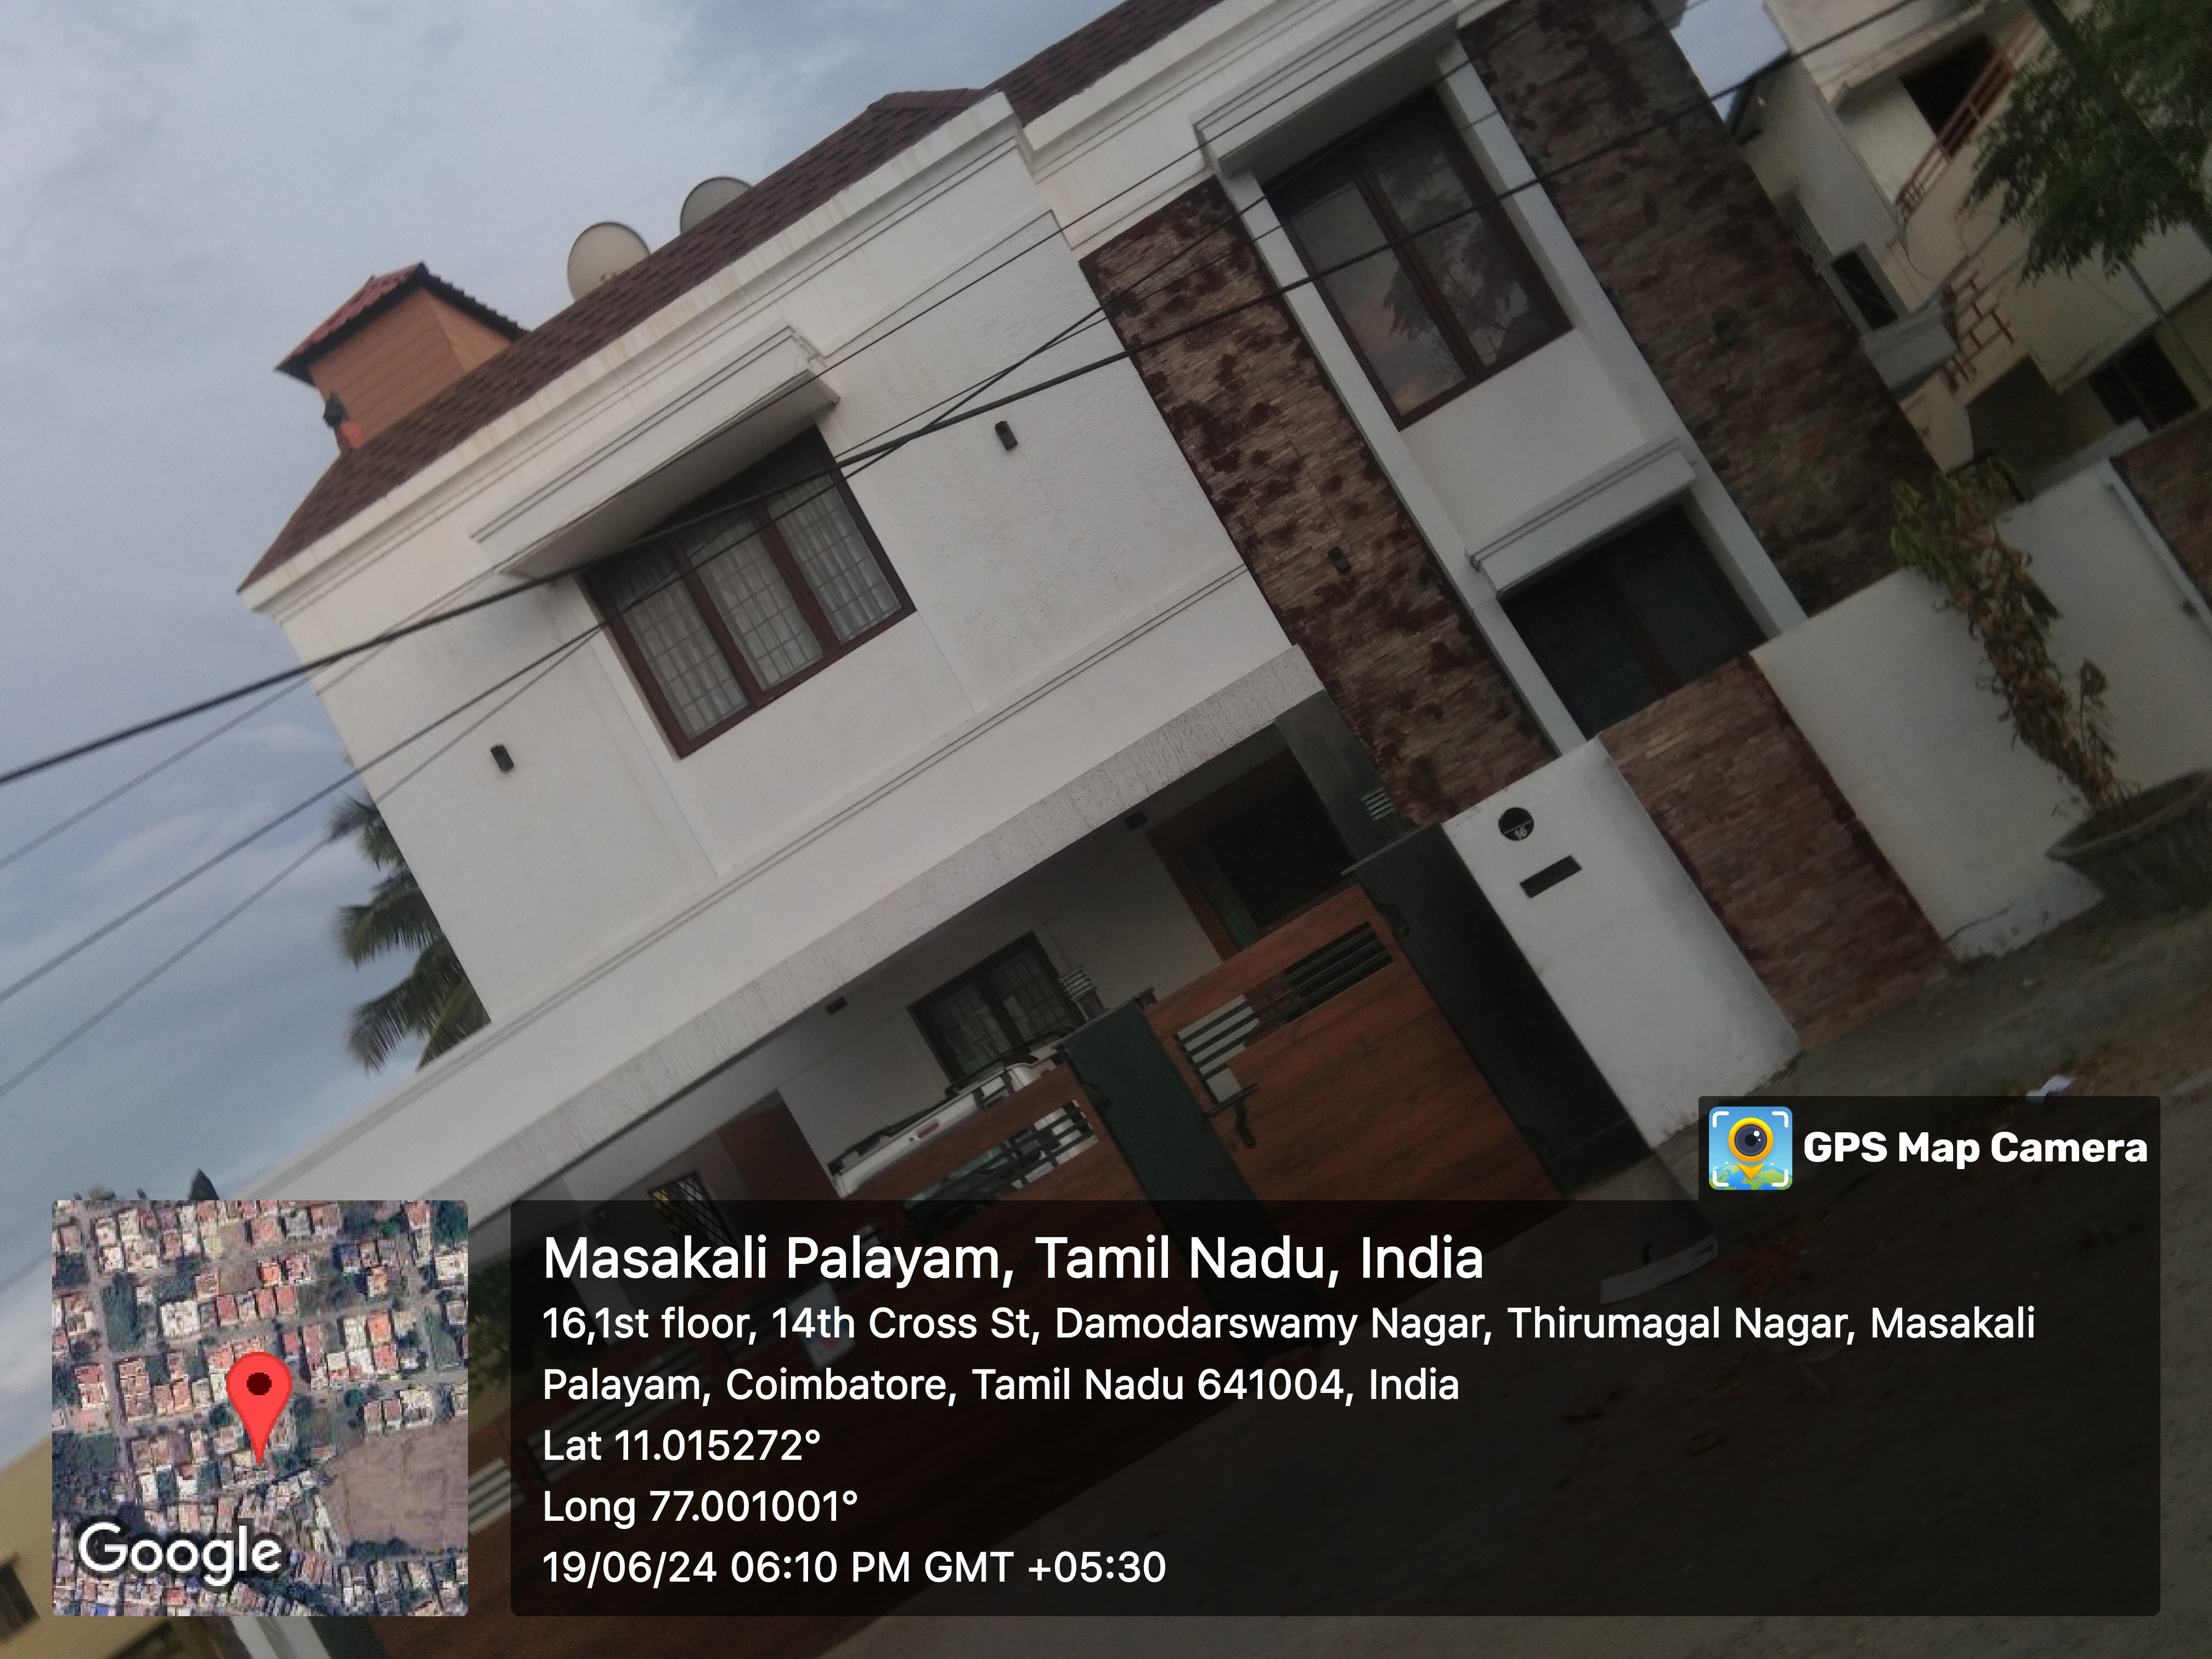 16
GPS Map Camera
Masakali Palayam, Tamil Nadu, India
16,1st floor, 14th Cross St, Damodarswamy Nagar, Thirumagal Nagar, Masakali
Palayam, Coimbatore, Tamil Nadu 641004, India
Lat 11.015272°
Long 77.001001°
19/06/24 06:10 PM GMT +05:30
Google